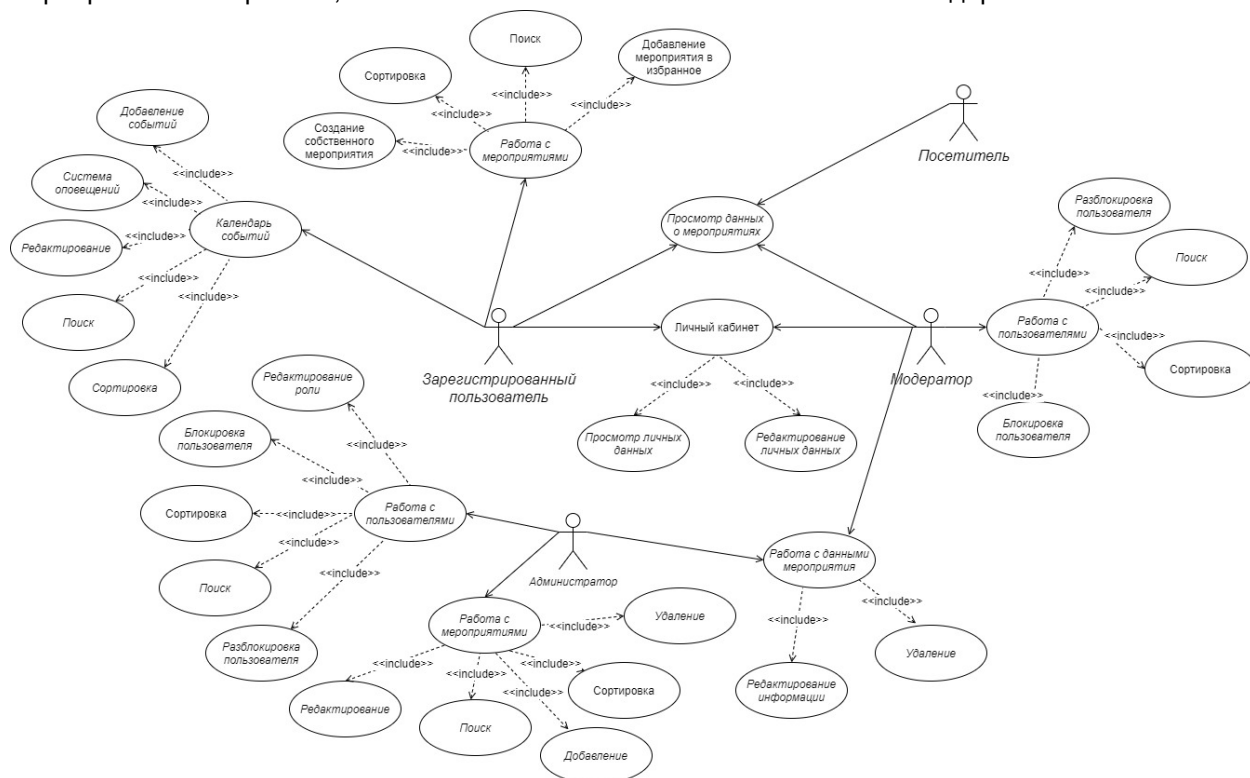 Поиск
Добавление
мероприятия в
избранное
Сортировка
<<include>>
<<include>>
<<include>>
Создание
собственного
мероприятия
<<include>>
Работа с
мероприятиями
Посетитель
Добавление
событий
<<include>>
Система
оповещений
<<include>>
Календарь
событий
Редактирование
<<include>>
<<include>>
Поиск
<<include>>
Сортировка
Просмотр данных
о мероприятиях
Разблокировка
пользователя
<<include>>
Поиск
<<include>>
Работа с
пользователями
<<include>>
Сортировка
<<include>>
Блокировка
пользователя
Личный кабинет
Зарегистрированный
пользователь
Модератор
<<include>>
<<include>>
Просмотр личных
данных
Редактирование
личных данных
Редактирование
роли
<<include>>
Блокировка
пользователя
<<include>>
Работа с
пользователями
Сортировка
<<include>>
<<include>>
Поиск
<<include>>
Разблокировка
пользователя
Администратор
Работа с данными
мероприятия
<<include>>
<<include>>
Удаление
Редактирование
информации
Работа с
мероприятиями
<<include>>
Удаление
<<include>>
<<include>>
<<include>>
<<include>>
Сортировка
Редактирование
Поиск
Добавление